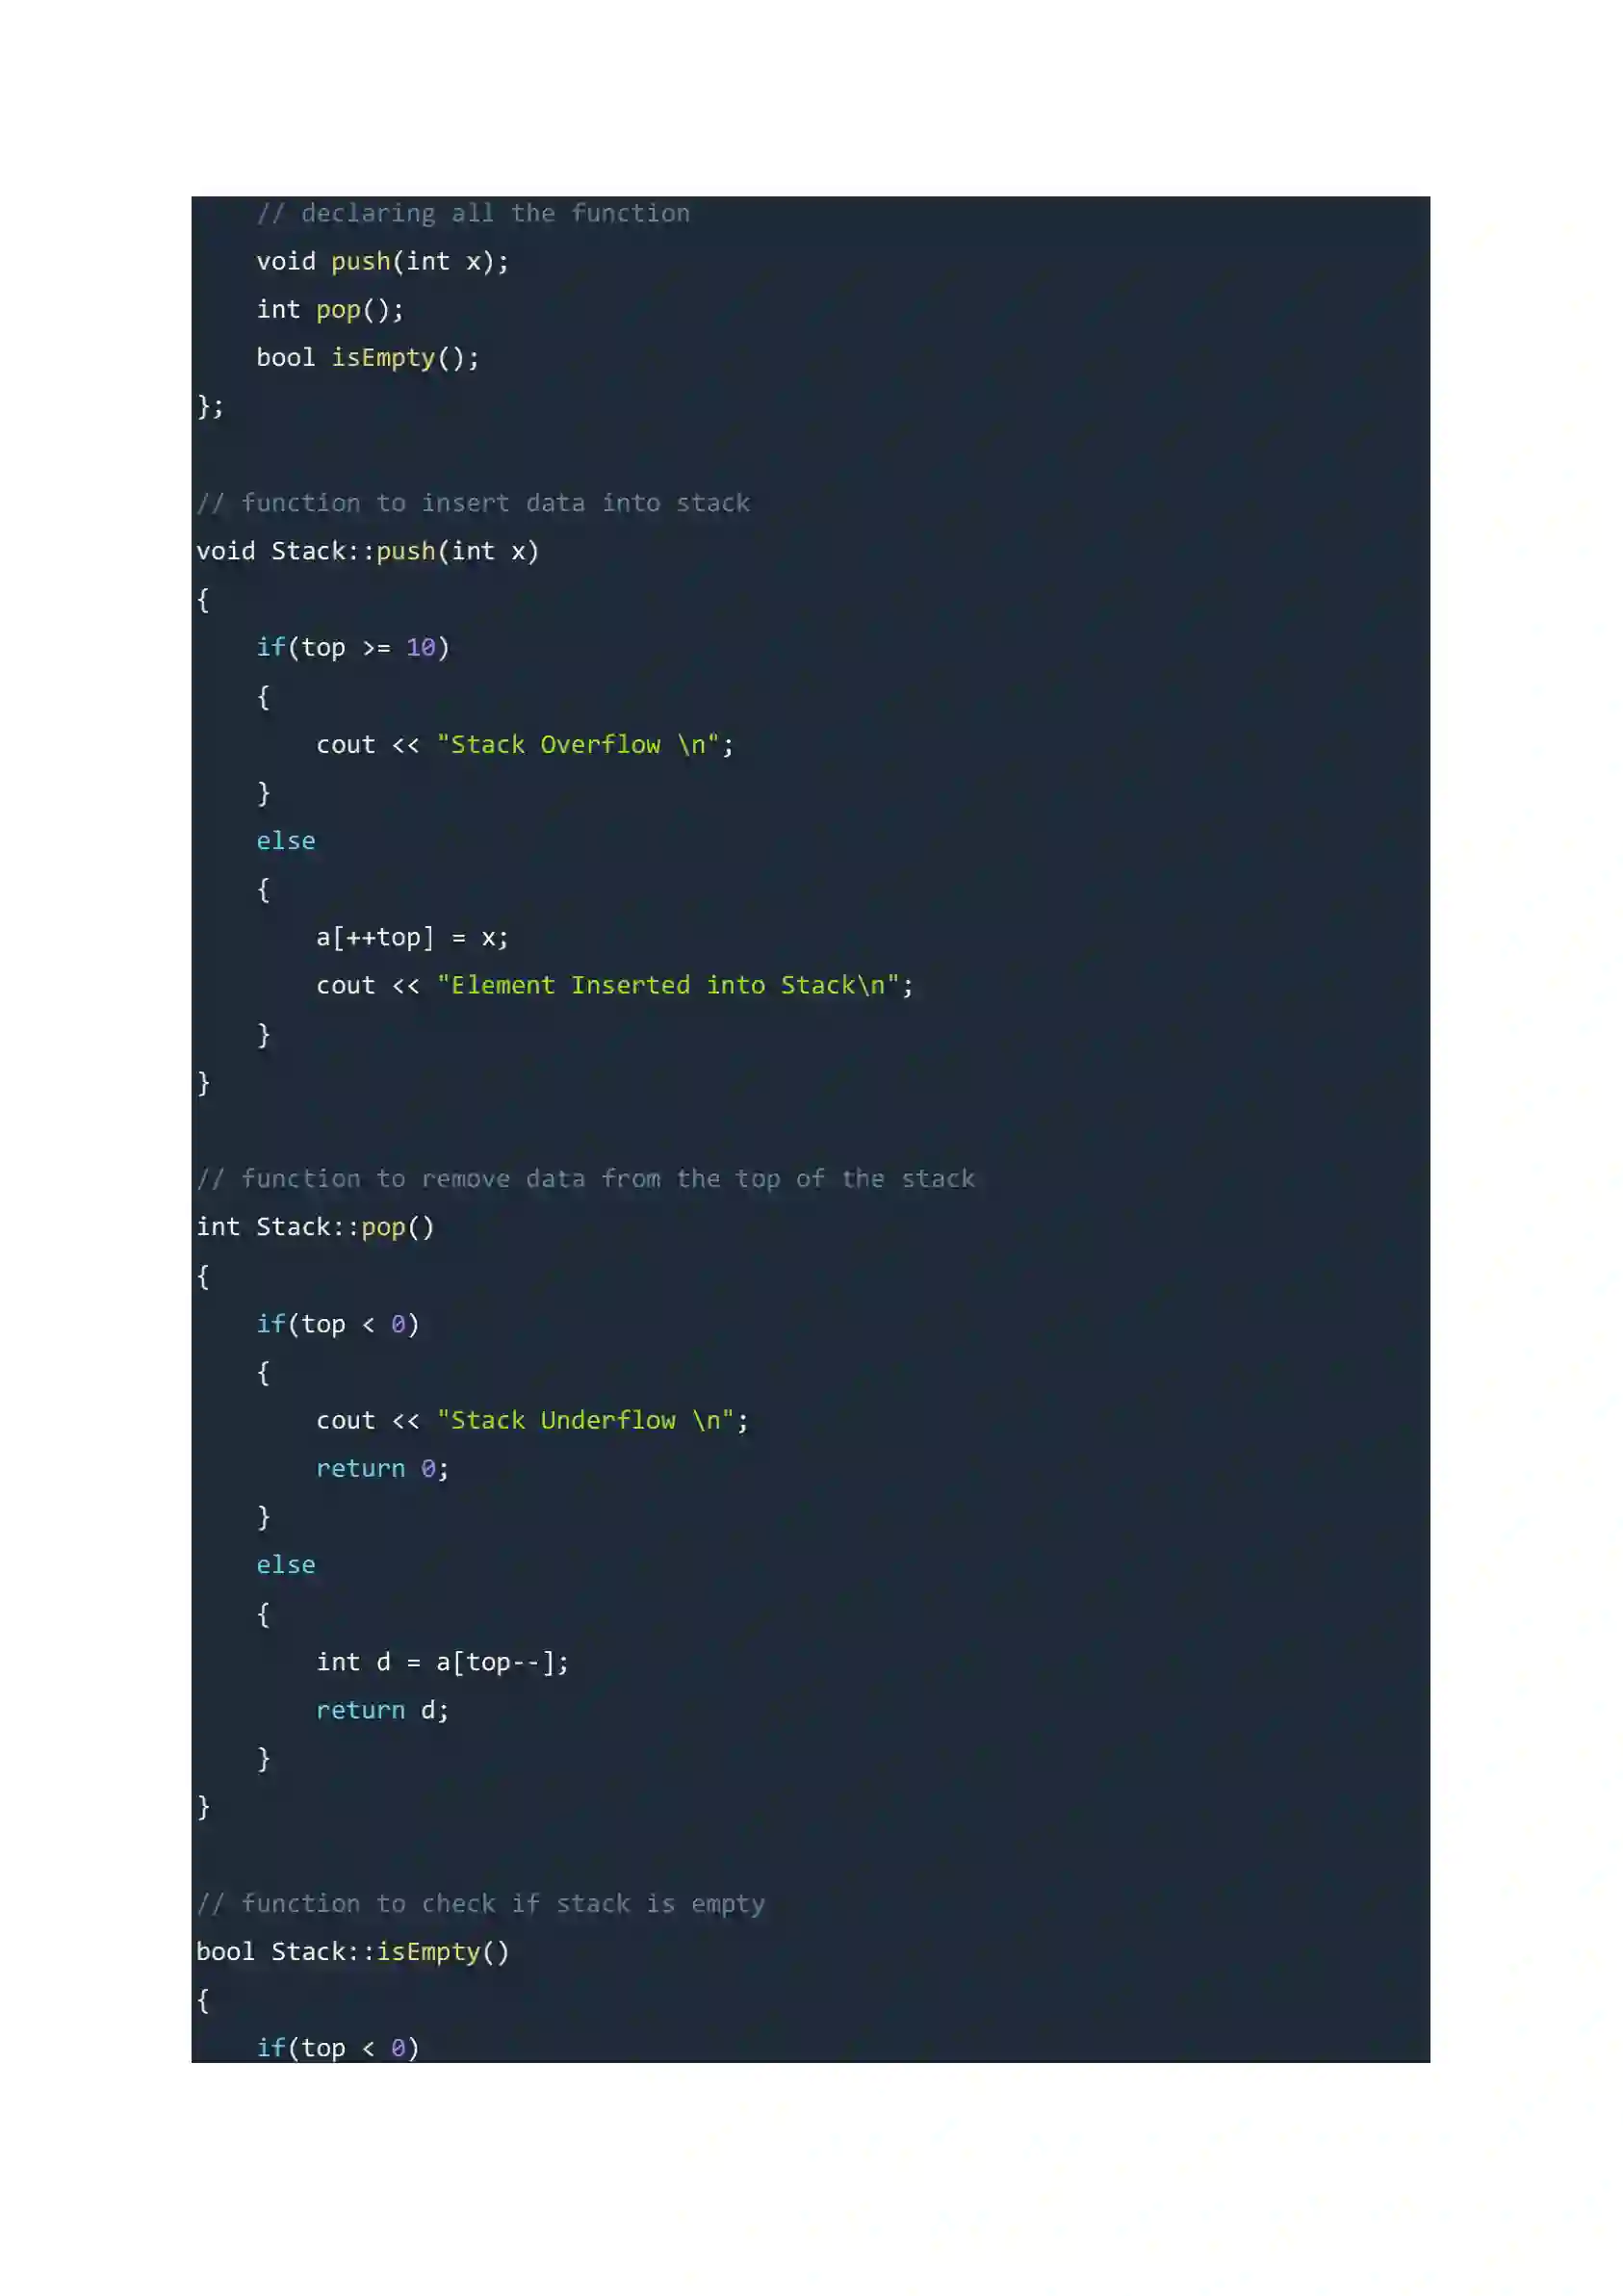 // declaring all the function
    void push(int x);
    int pop();
    bool isEmpty();
};

// function to insert data into stack
void Stack::push(int x)
{
    if(top >= 10)
    {
        cout << "Stack Overflow \n";
    }
    else
    {
        a[++top] = x;
        cout << "Element Inserted into Stack\n";
    }
}

// function to remove data from the top of the stack
int Stack::pop()
{
    if(top < 0)
    {
        cout << "Stack Underflow \n";
        return 0;
    }
    else
    {
        int d = a[top--];
        return d;
    }
}

// function to check if stack is empty
bool Stack::isEmpty()
{
    if(top < 0)